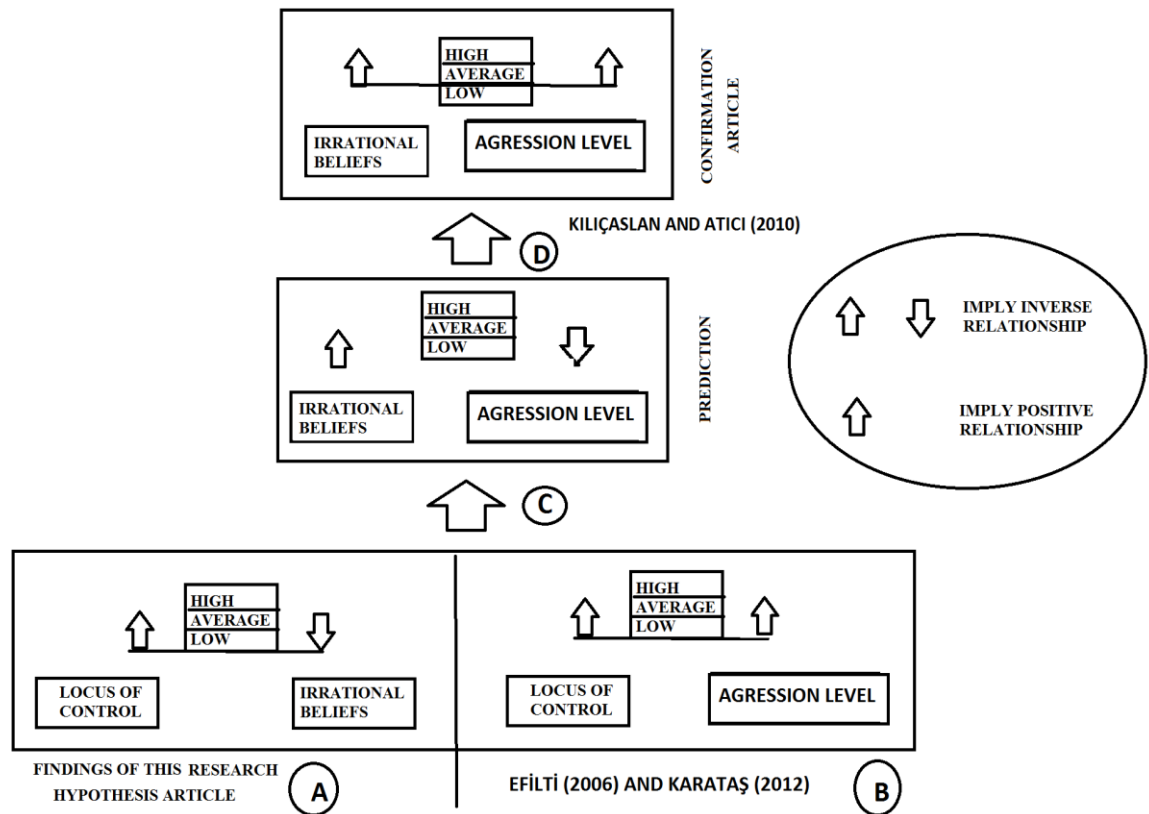 HIGH
AVERAGE
LOW
IRRATIONAL
BELIEFS
AGRESSION LEVEL
CONFIRMATION
ARTICLE
KILIÇASLAN AND ATICI (2010)
D
HIGH
AVERAGE
LOW
IRRATIONAL
BELIEFS
AGRESSION LEVEL
PREDICTION
IMPLY INVERSE
RELATIONSHIP
IMPLY POSITIVE
RELATIONSHIP
C
HIGH
AVERAGE
LOW
LOCUS OF
CONTROL
IRRATIONAL
BELIEFS
HIGH
AVERAGE
LOW
LOCUS OF
CONTROL
AGRESSION LEVEL
FINDINGS OF THIS RESEARCH
HYPOTHESIS ARTICLE
A
EFİLTİ (2006) AND KARATAŞ (2012)
B